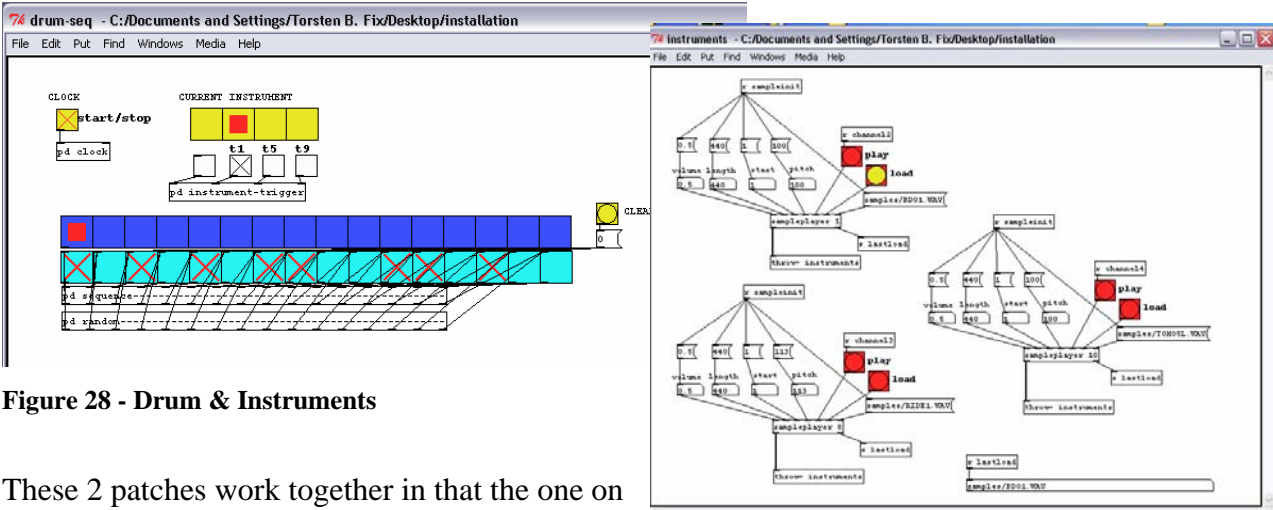 drum-seq - C:/Documents and Settings/Torsten B. Fix/Desktop/installation
File Edit Put Find Windows Media Help
CLOCK
start/stop
pd clock
CURRENT INSTRUMENT
t1 t5 t9
pd instrument-trigger
CLEA
0
pd sequence
pd random
Figure 28 - Drum & Instruments
These 2 patches work together in that the one on
instruments - C:/Documents and Settings/Torsten B. Fix/Desktop/installation
File Edit Put Find Windows Media Help
r sampleinit
0.5 440 1 100
volume length start pitch
0.5 440 1 100
r channel2
play
load
samples/BD01.WAV
sampleplayer 1
s lastload
throw~ instruments
r sampleinit
0.5 440 1 113
volume length start pitch
0.5 440 1 113
r channel3
play
load
samples/RIDE1.WAV
s lastload
throw~ instruments
r sampleinit
0.5 440 1 100
volume length start pitch
0.5 440 1 100
r channel4
play
load
sampleplayer 10
s lastload
throw~ instruments
r lastload
samples/BD01.WAV